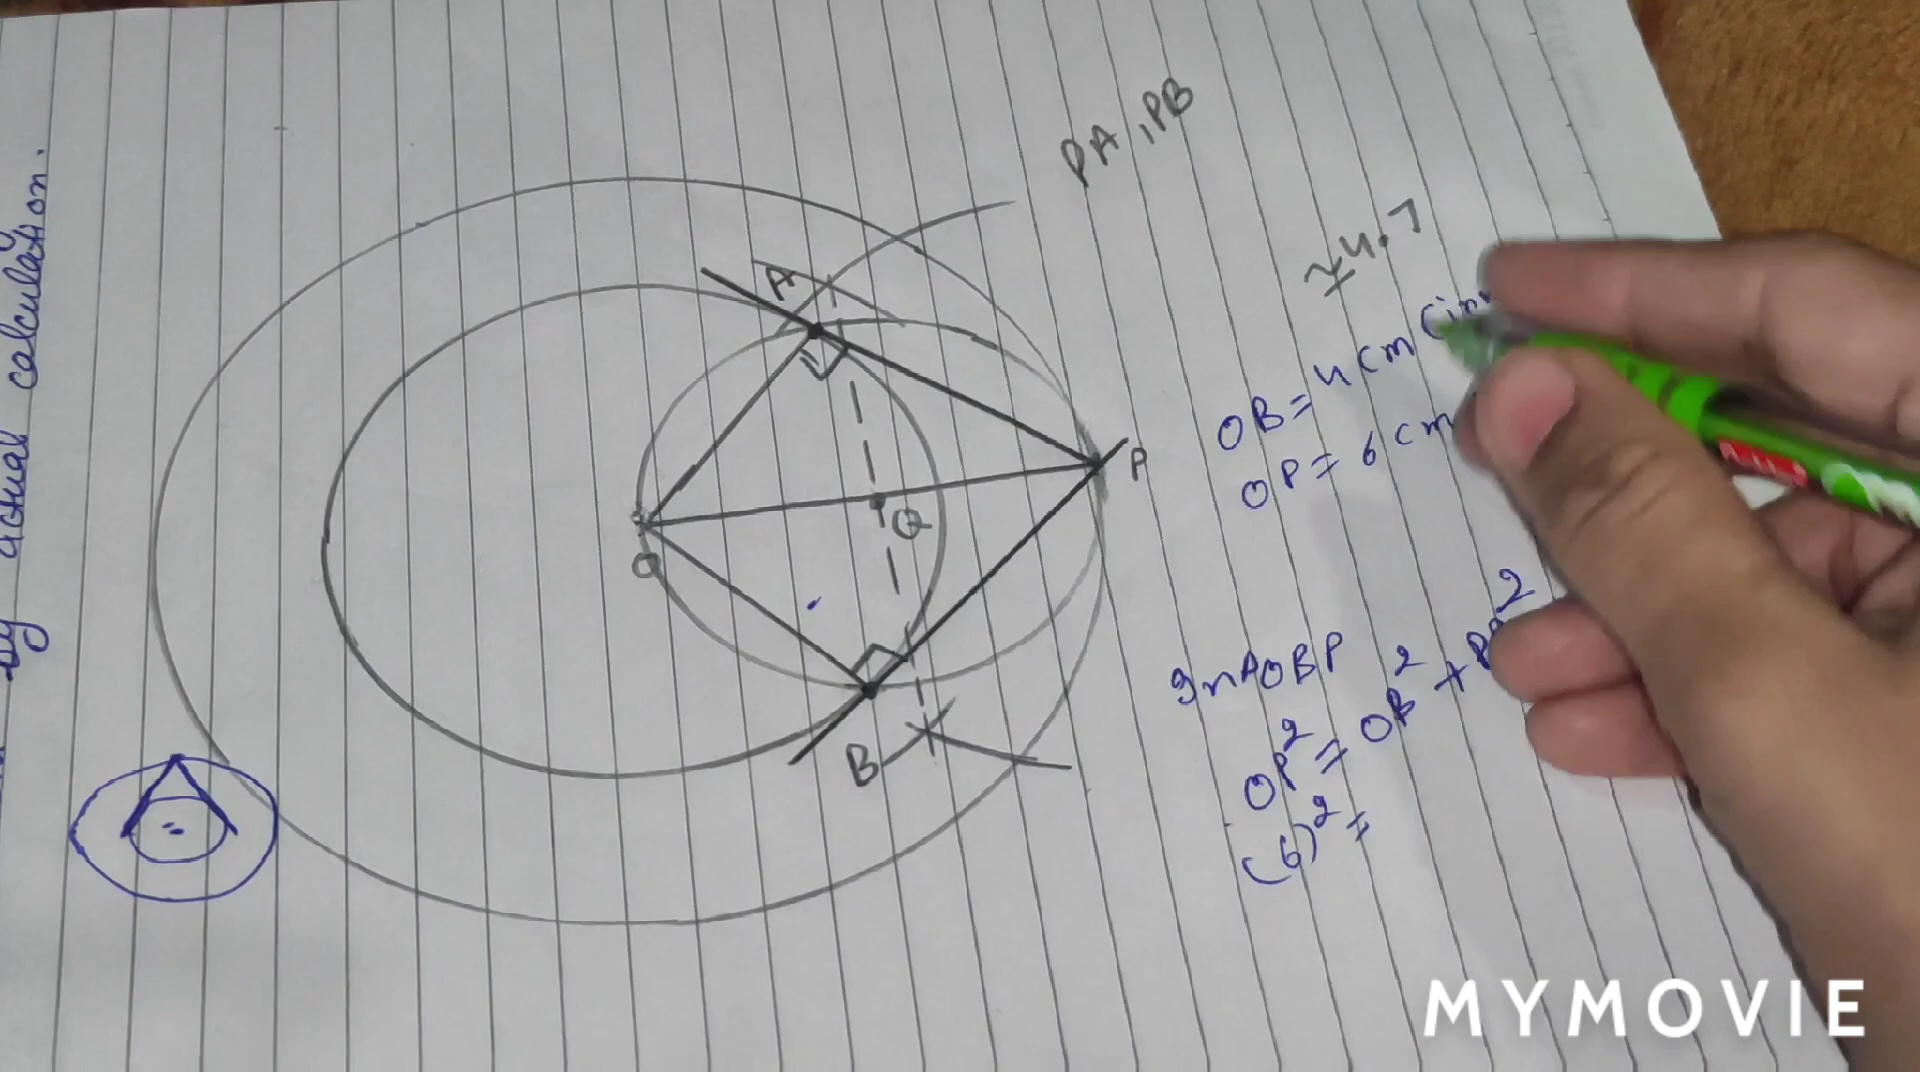 actual calculation.
PA, PB
4.7
A
P
Q
O
B
OB = 4 cm
OP = 6 cm
In △OBP
OP² = OB² +
(6)² =
MYMOVIE